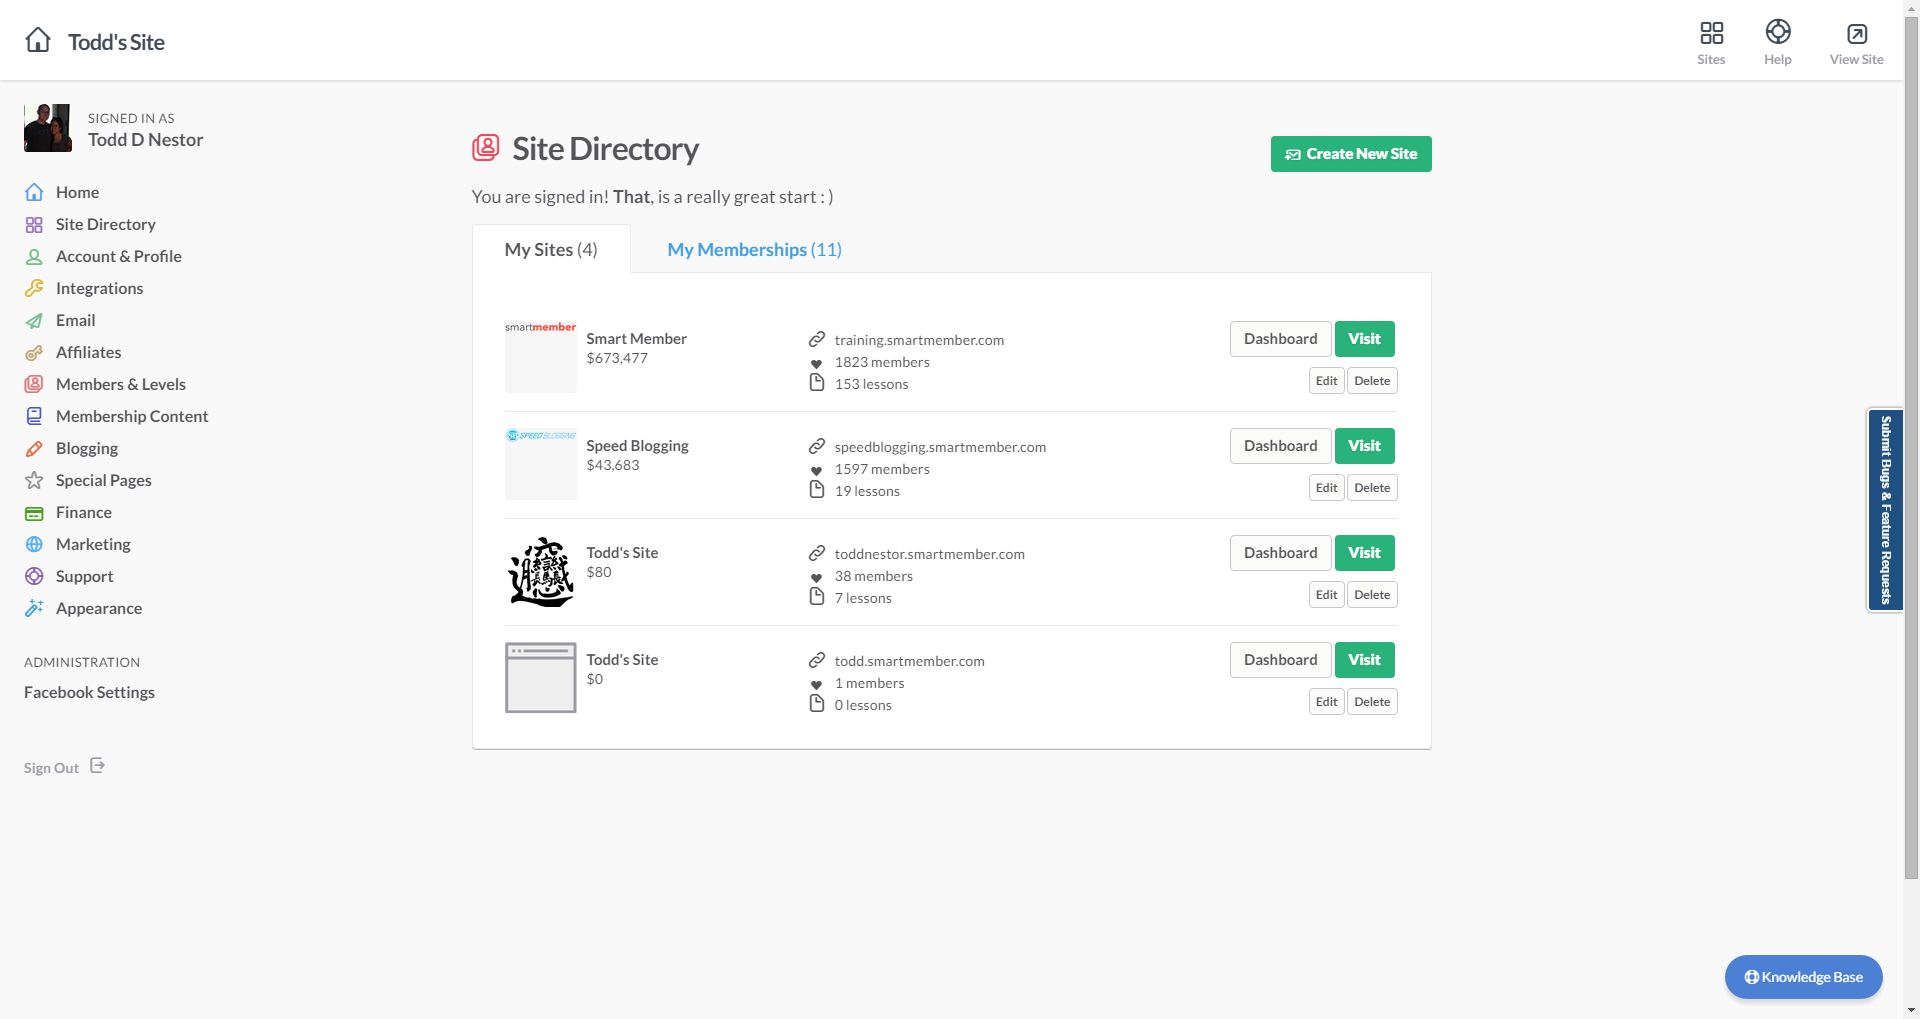 Todd's Site
Sites
Help
View Site
SIGNED IN AS
Todd D Nestor
Home
Site Directory
Account & Profile
Integrations
Email
Affiliates
Members & Levels
Membership Content
Blogging
Special Pages
Finance
Marketing
Support
Appearance
ADMINISTRATION
Facebook Settings
Sign Out
Site Directory
Create New Site
You are signed in! That, is a really great start : )
My Sites (4)
My Memberships (11)
smartmember
Smart Member
$673,477
training.smartmember.com
1823 members
153 lessons
Dashboard
Visit
Edit
Delete
SPEED BLOGGING
Speed Blogging
$43,683
speedblogging.smartmember.com
1597 members
19 lessons
Dashboard
Visit
Edit
Delete
Todd's Site
$80
toddnestor.smartmember.com
38 members
7 lessons
Dashboard
Visit
Edit
Delete
Todd's Site
$0
todd.smartmember.com
1 members
0 lessons
Dashboard
Visit
Edit
Delete
Submit Bugs & Feature Requests
Knowledge Base